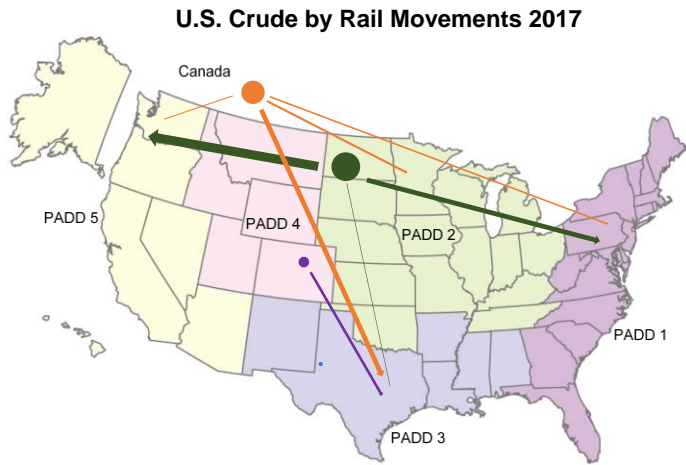 U.S. Crude by Rail Movements 2017
Canada
PADD 5
PADD 4
PADD 2
PADD 1
PADD 3